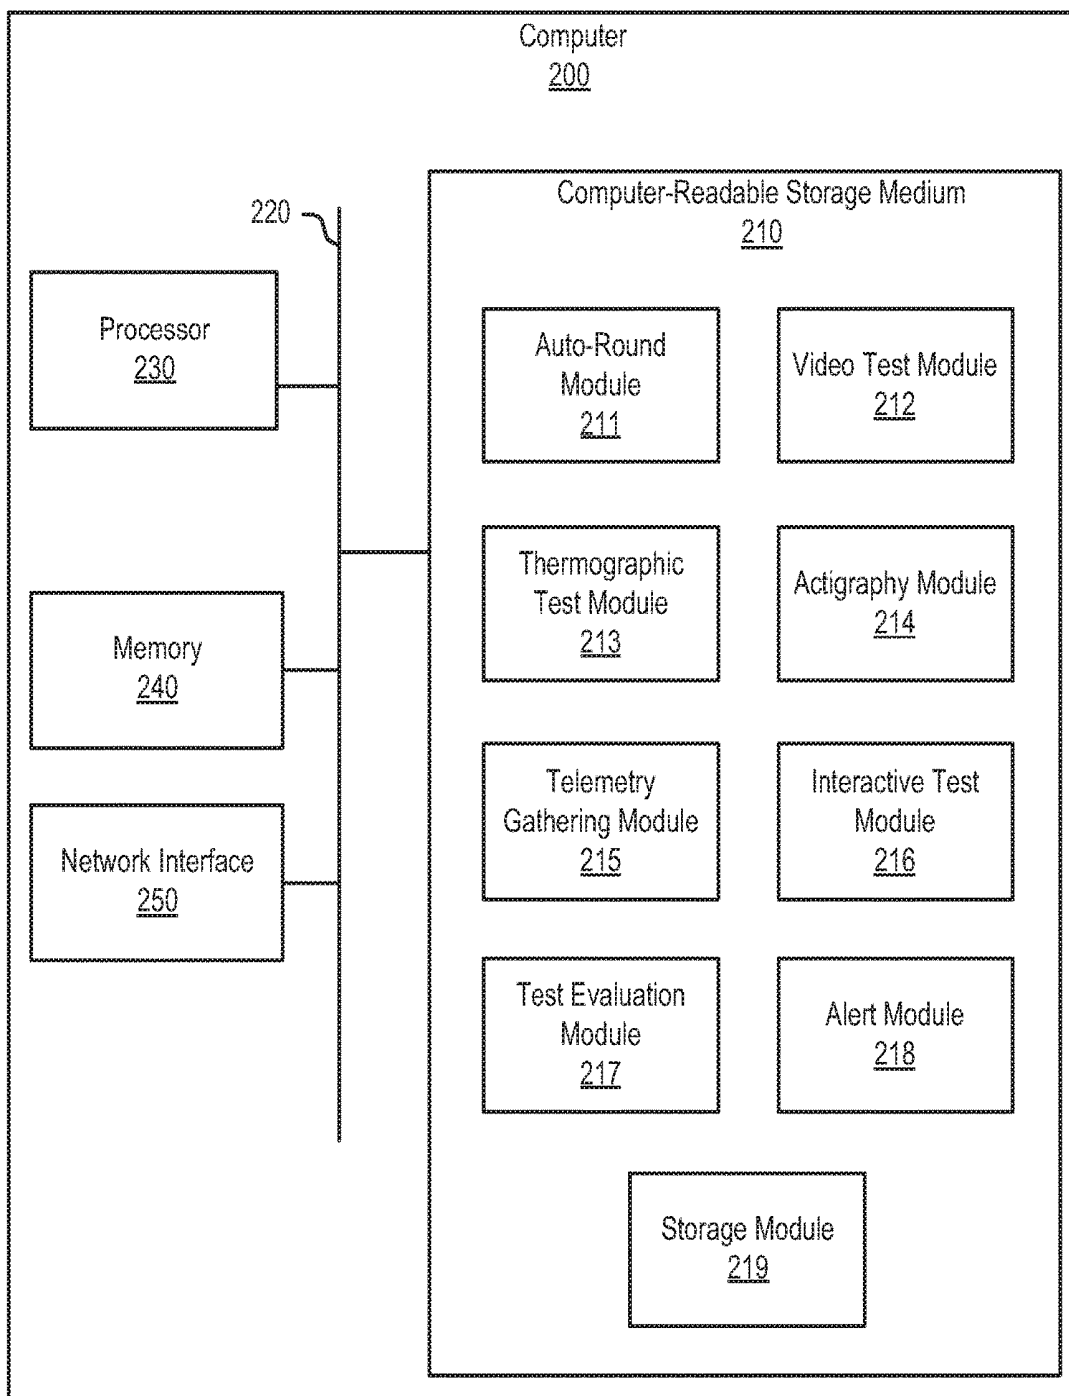 Computer
200
Computer-Readable Storage Medium
210
220
Processor
230
Auto-Round
Module
211
Video Test Module
212
Thermographic
Test Module
213
Actigraphy Module
214
Memory
240
Telemetry
Gathering Module
215
Interactive Test
Module
216
Network Interface
250
Test Evaluation
Module
217
Alert Module
218
Storage Module
219